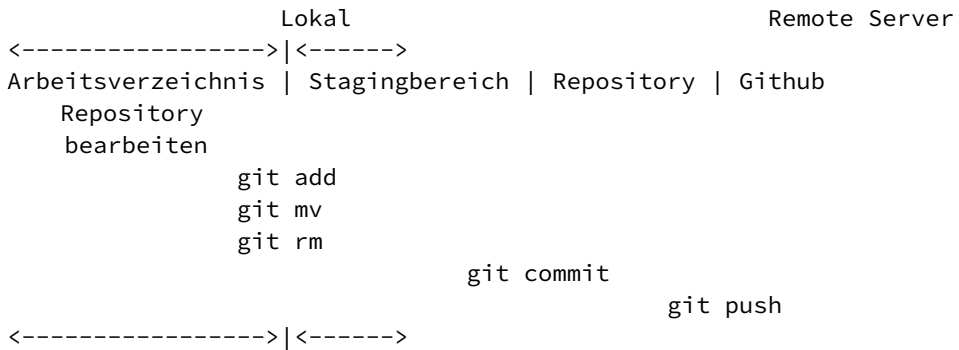 Lokal Remote Server
<----------------->|<------>
Arbeitsverzeichnis | Stagingbereich | Repository | Github
Repository
bearbeiten
git add
git mv
git rm
git commit
git push
<----------------->|<------>